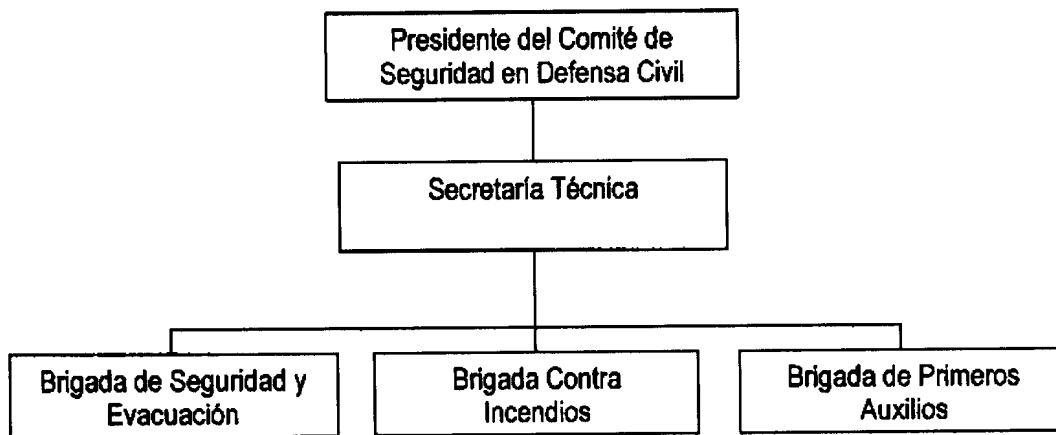 Presidente del Comité de
Seguridad en Defensa Civil
Secretaría Técnica
Brigada de Seguridad y
Evacuación
Brigada Contra
Incendios
Brigada de Primeros
Auxilios